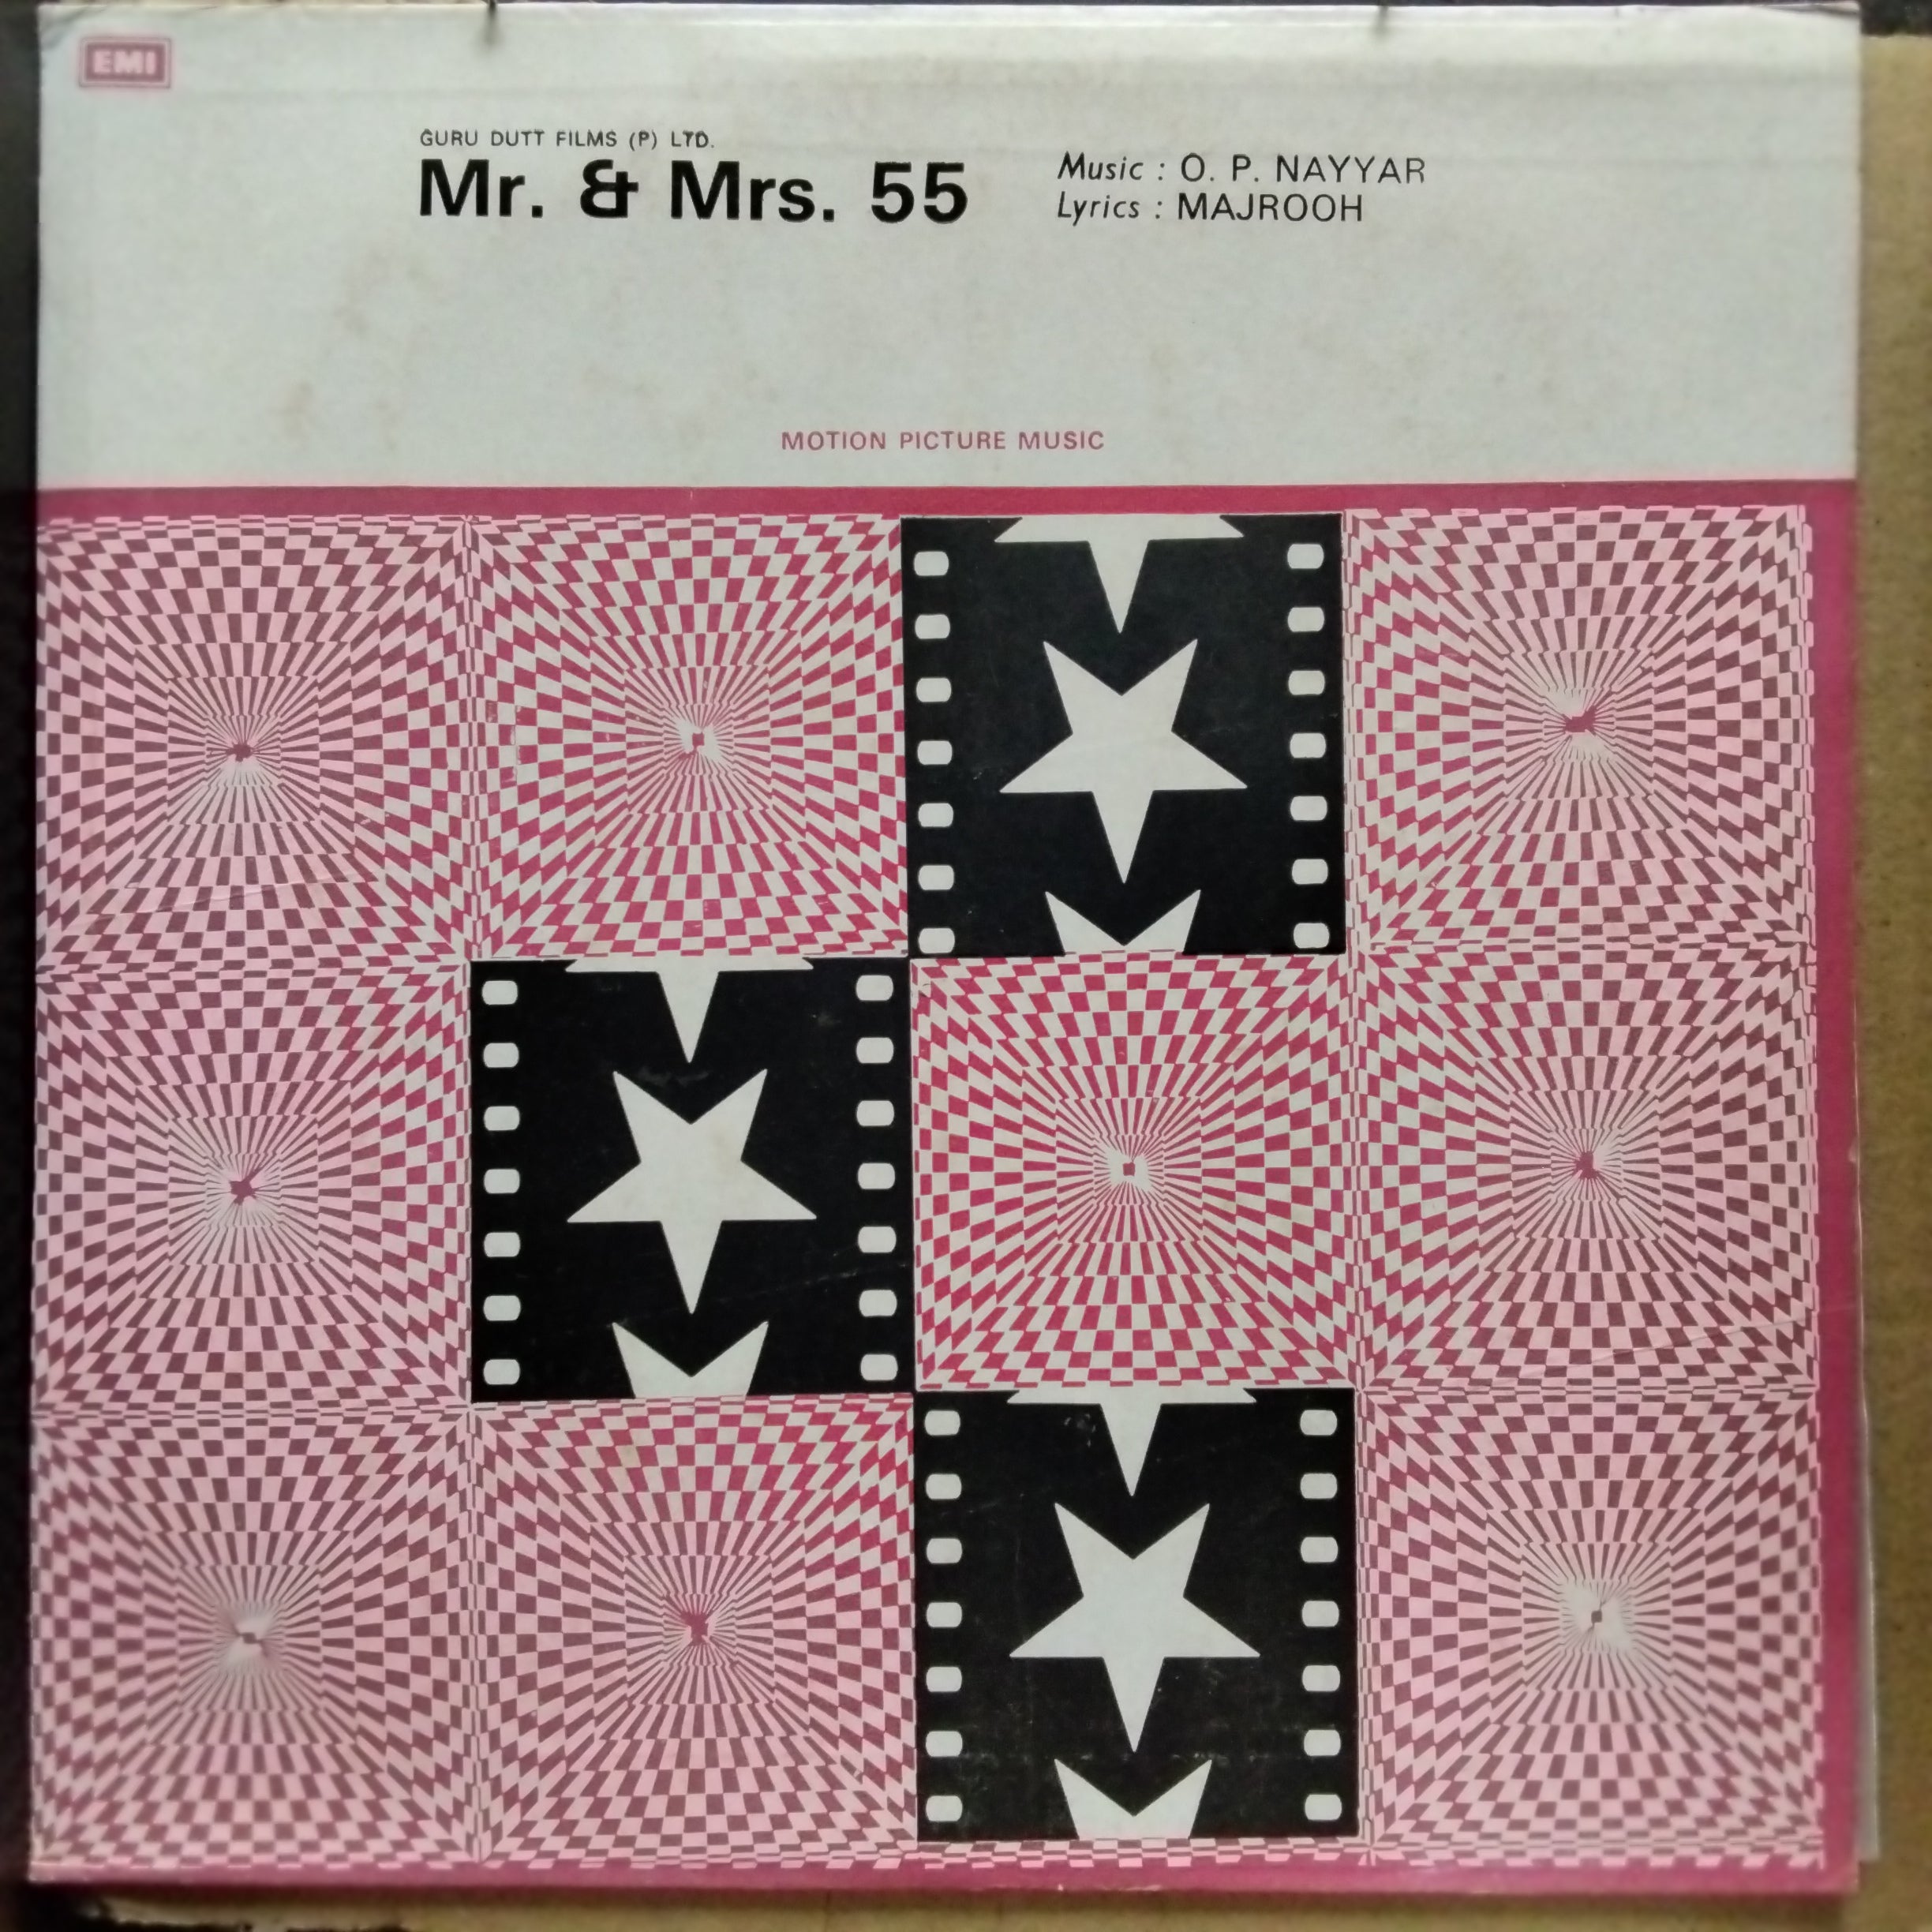 EMI
GURU DUTT FILMS (P) LTD.
Mr. & Mrs. 55
Music : O. P. NAYYAR
Lyrics : MAJROOH
MOTION PICTURE MUSIC